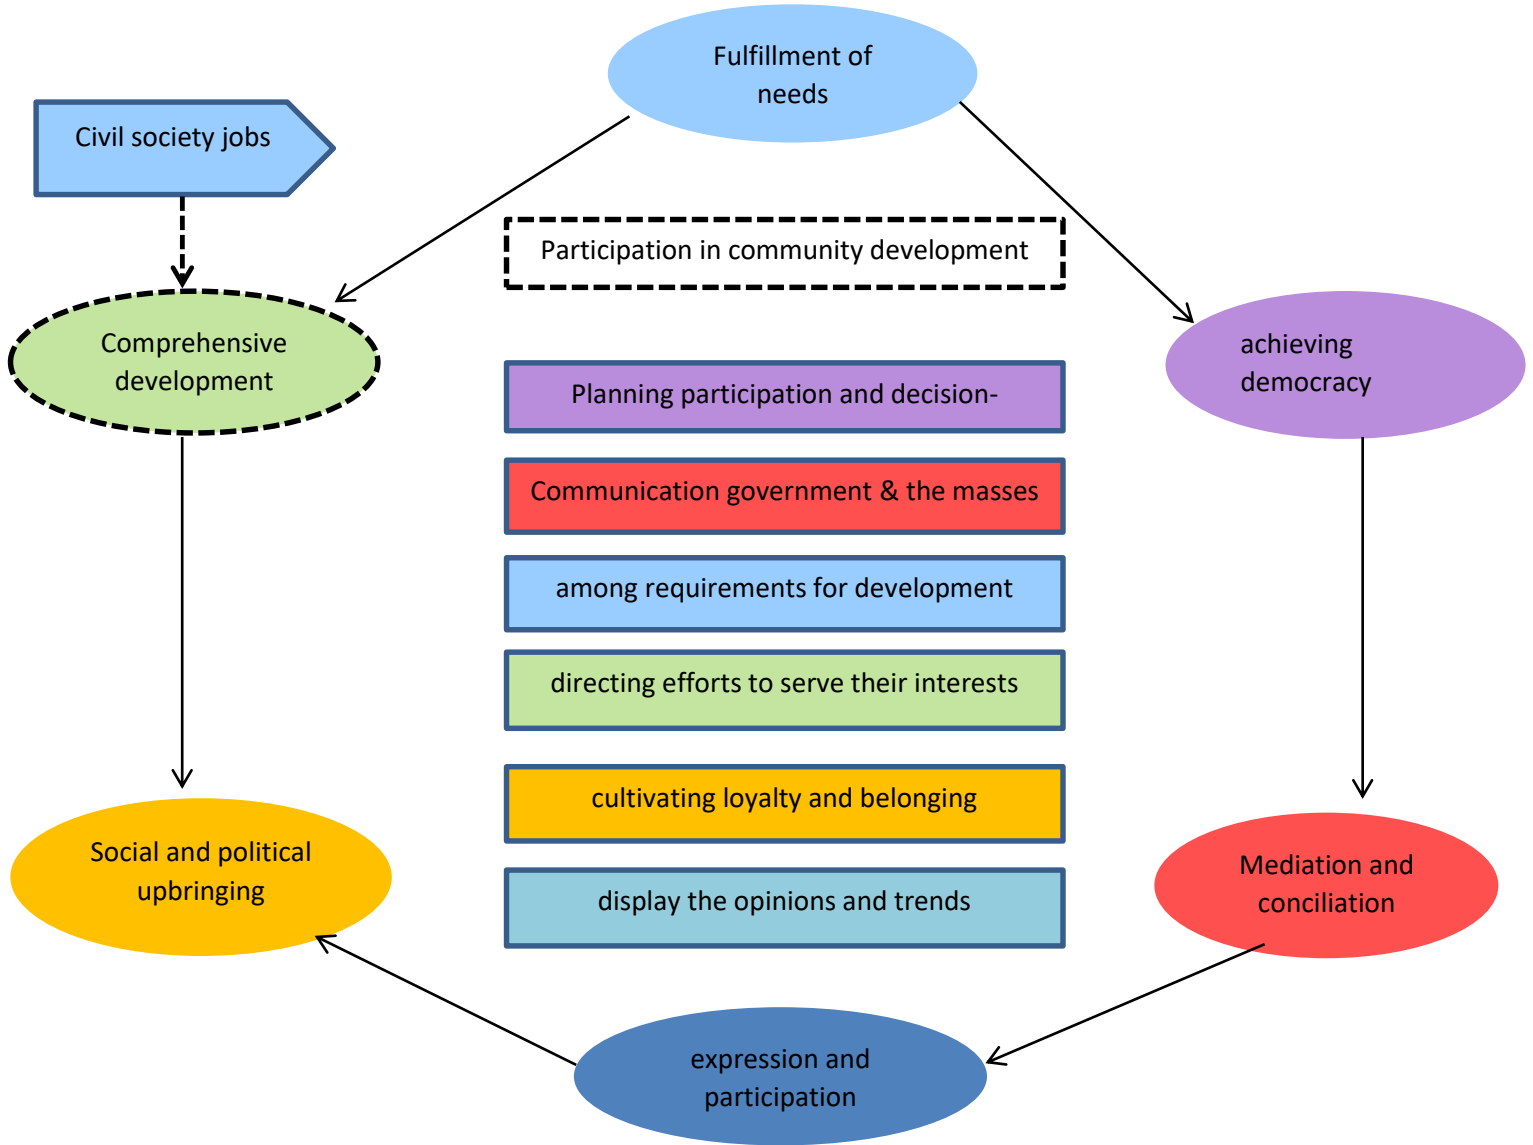 Fulfillment of
needs
Civil society jobs
Participation in community development
Comprehensive
development
achieving
democracy
Planning participation and decision-
Communication government & the masses
among requirements for development
directing efforts to serve their interests
cultivating loyalty and belonging
Social and political
upbringing
Mediation and
conciliation
display the opinions and trends
expression and
participation